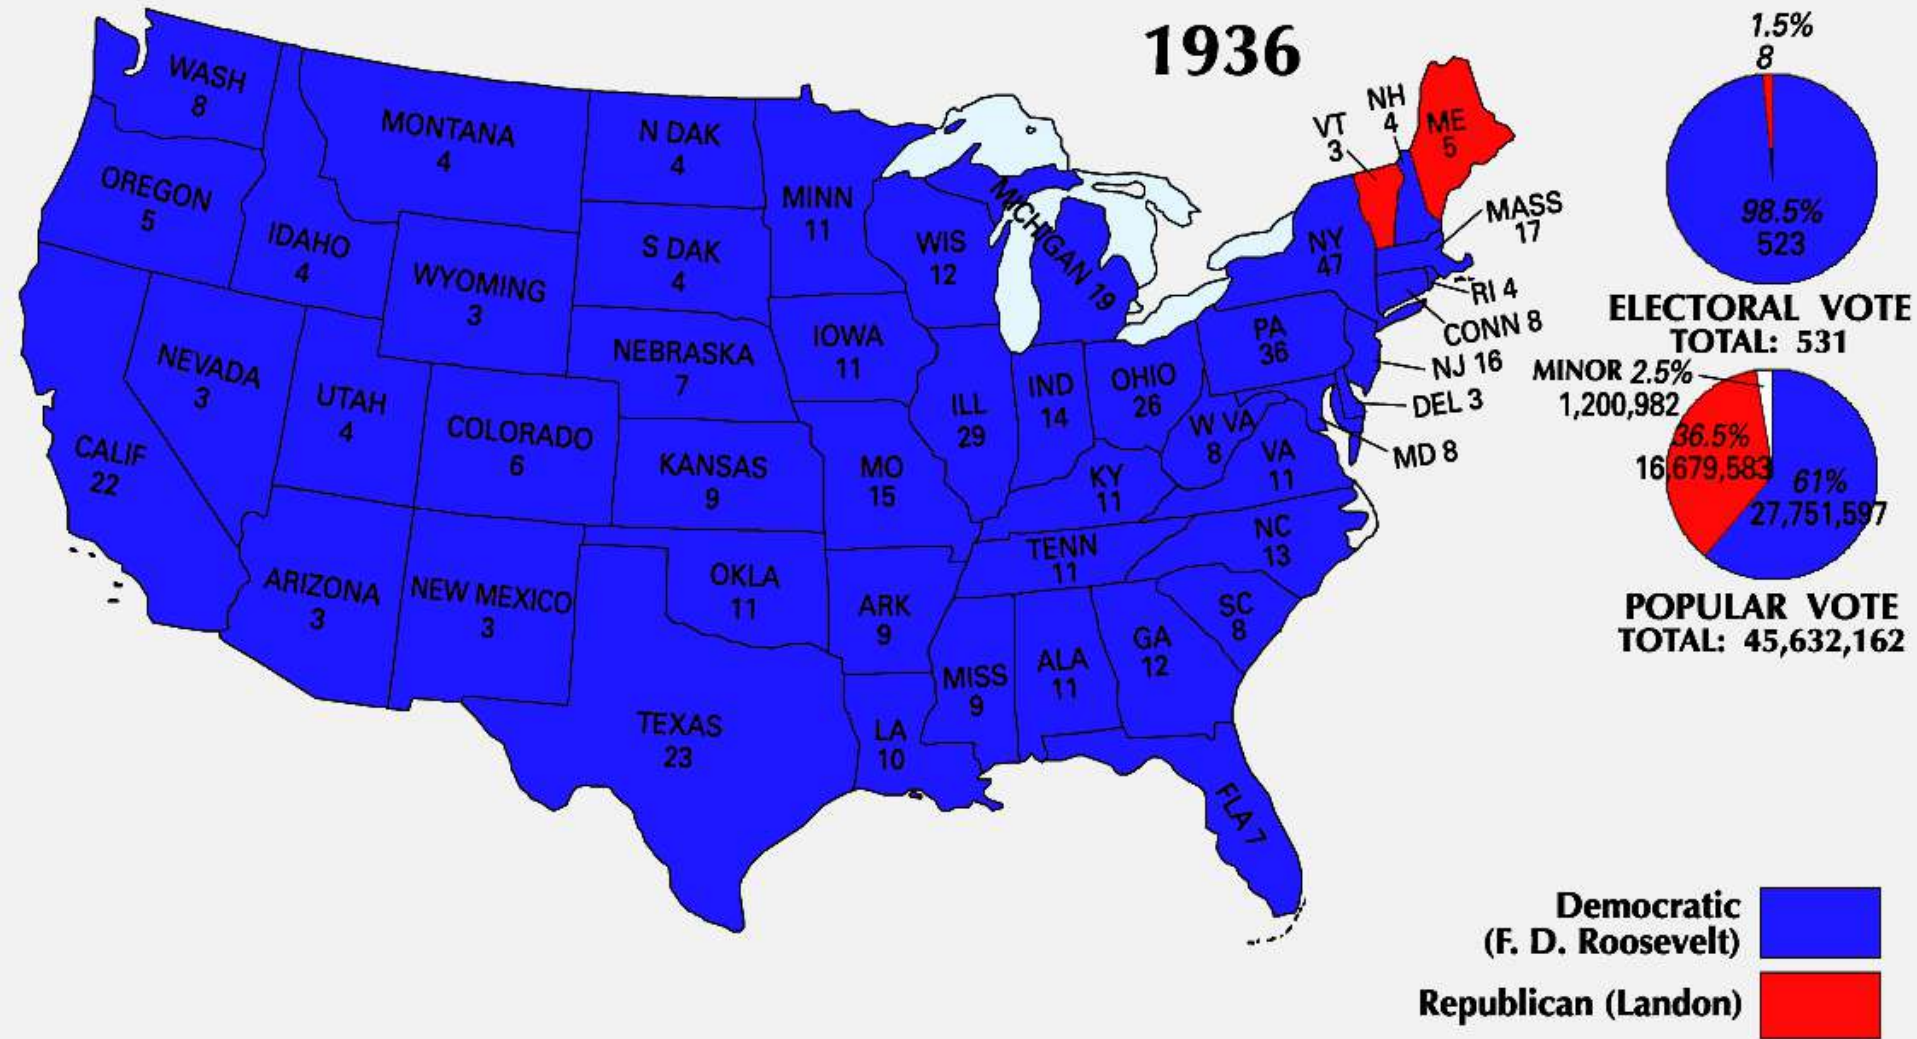 1936
WASH
8
MONTANA
4
N DAK
4
MINN
11
OREGON
5
IDAHO
4
WYOMING
3
S DAK
4
WIS
12
MICHIGAN 19
NEVADA
3
UTAH
4
COLORADO
6
NEBRASKA
7
IOWA
11
ILL
29
IND
14
OHIO
26
PA
36
NY
47
VT
3
NH
4
ME
5
MASS
17
RI 4
CONN 8
NJ 16
DEL 3
MD 8
CALIF
22
KANSAS
9
MO
15
KY
11
W VA
8
VA
11
ARIZONA
3
NEW MEXICO
3
OKLA
11
ARK
9
TENN
11
NC
13
SC
8
TEXAS
23
LA
10
MISS
9
ALA
11
GA
12
FLA 7
1.5%
8
98.5%
523
ELECTORAL VOTE
TOTAL: 531
MINOR 2.5%
1,200,982
36.5%
16,679,583
61%
27,751,597
POPULAR VOTE
TOTAL: 45,632,162
Democratic
(F. D. Roosevelt)
Republican (Landon)